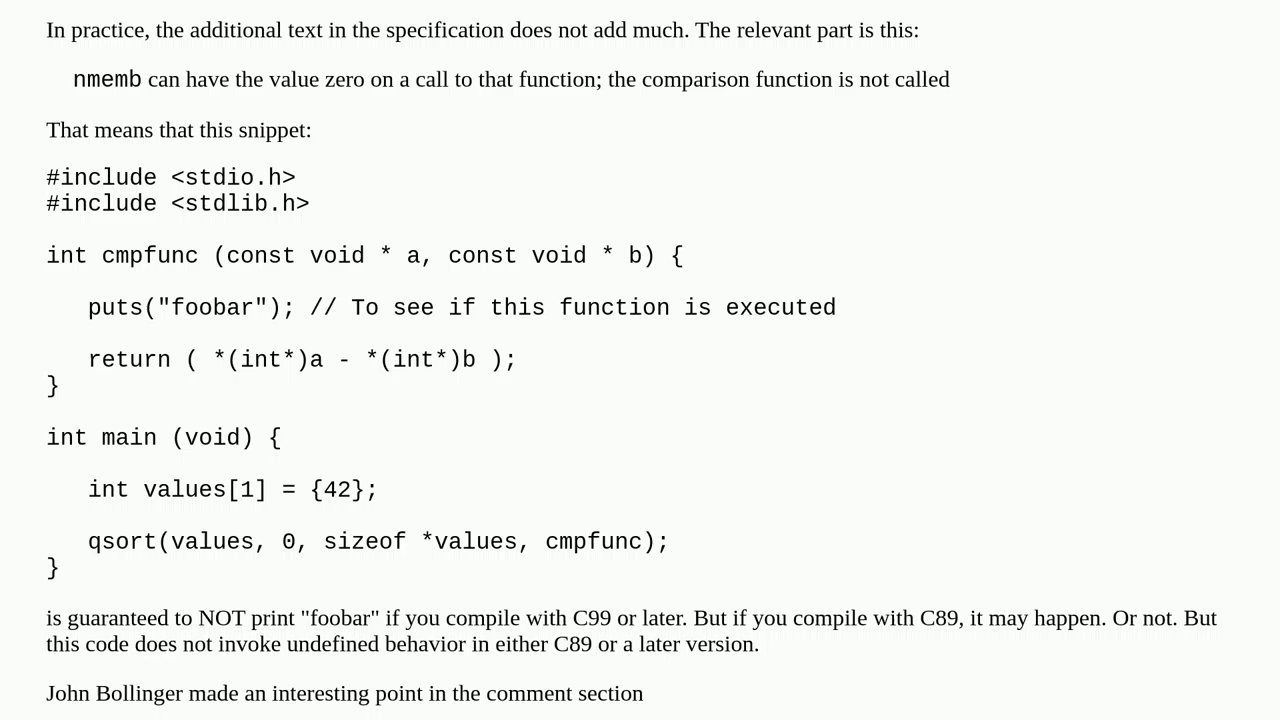 In practice, the additional text in the specification does not add much. The relevant part is this:
nmemb can have the value zero on a call to that function; the comparison function is not called
That means that this snippet:
#include <stdio.h>
#include <stdlib.h>
int cmpfunc (const void * a, const void * b) {
   puts("foobar"); // To see if this function is executed
   return ( *(int*)a - *(int*)b );
}
int main (void) {
   int values[1] = {42};
   qsort(values, 0, sizeof *values, cmpfunc);
}
is guaranteed to NOT print "foobar" if you compile with C99 or later. But if you compile with C89, it may happen. Or not. But
this code does not invoke undefined behavior in either C89 or a later version.
John Bollinger made an interesting point in the comment section